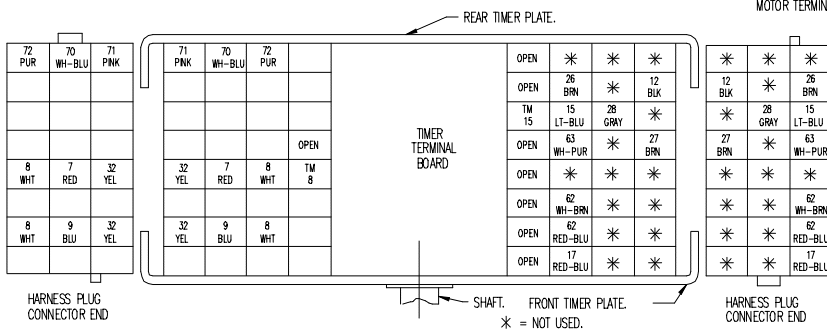 MOTOR TERMIN
REAR TIMER PLATE.
72 PUR 70 WH-BLU 71 PINK
71 PINK 70 WH-BLU 72 PUR
OPEN ✳ ✳ ✳
✳ ✳ ✳
OPEN 26 BRN ✳ 12 BLK
12 BLK ✳ 26 BRN
TM 15 15 LT-BLU 28 GRAY ✳
✳ 28 GRAY 15 LT-BLU
TIMER
TERMINAL
BOARD
OPEN
OPEN 63 WH-PUR ✳ 27 BRN
27 BRN ✳ 63 WH-PUR
8 WHT 7 RED 32 YEL
32 YEL 7 RED 8 WHT TM 8
OPEN ✳ ✳ ✳
✳ ✳ ✳
OPEN 62 WH-BRN ✳ ✳
✳ ✳ 62 WH-BRN
8 WHT 9 BLU 32 YEL
32 YEL 9 BLU 8 WHT
OPEN 62 RED-BLU ✳ ✳
✳ ✳ 62 RED-BLU
OPEN 17 RED-BLU ✳ ✳
✳ ✳ 17 RED-BLU
HARNESS PLUG
CONNECTOR END
SHAFT.
FRONT TIMER PLATE.
✳ = NOT USED.
HARNESS PLUG
CONNECTOR END